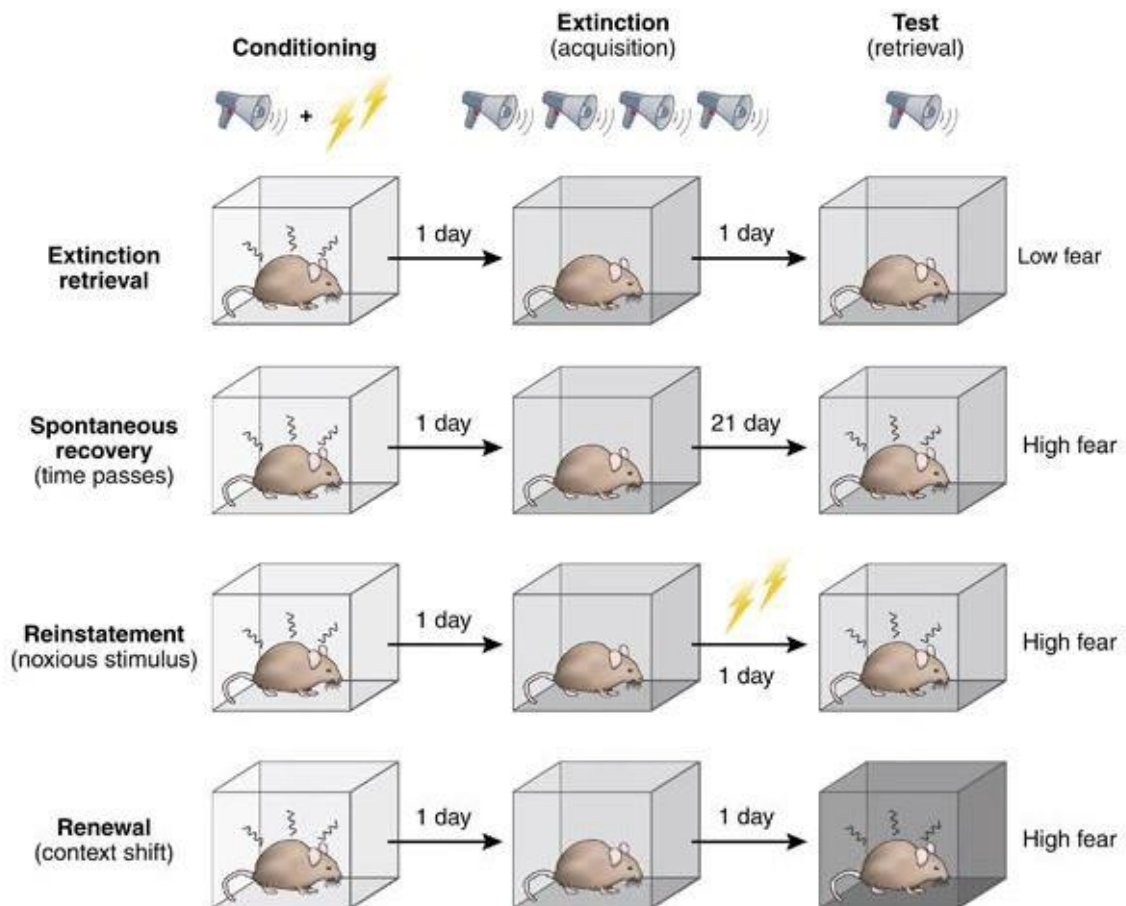 Conditioning
Extinction
(acquisition)
Test
(retrieval)
+
Extinction
retrieval
1 day
1 day
Low fear
Spontaneous
recovery
(time passes)
1 day
21 day
High fear
Reinstatement
(noxious stimulus)
1 day
1 day
High fear
Renewal
(context shift)
1 day
1 day
High fear